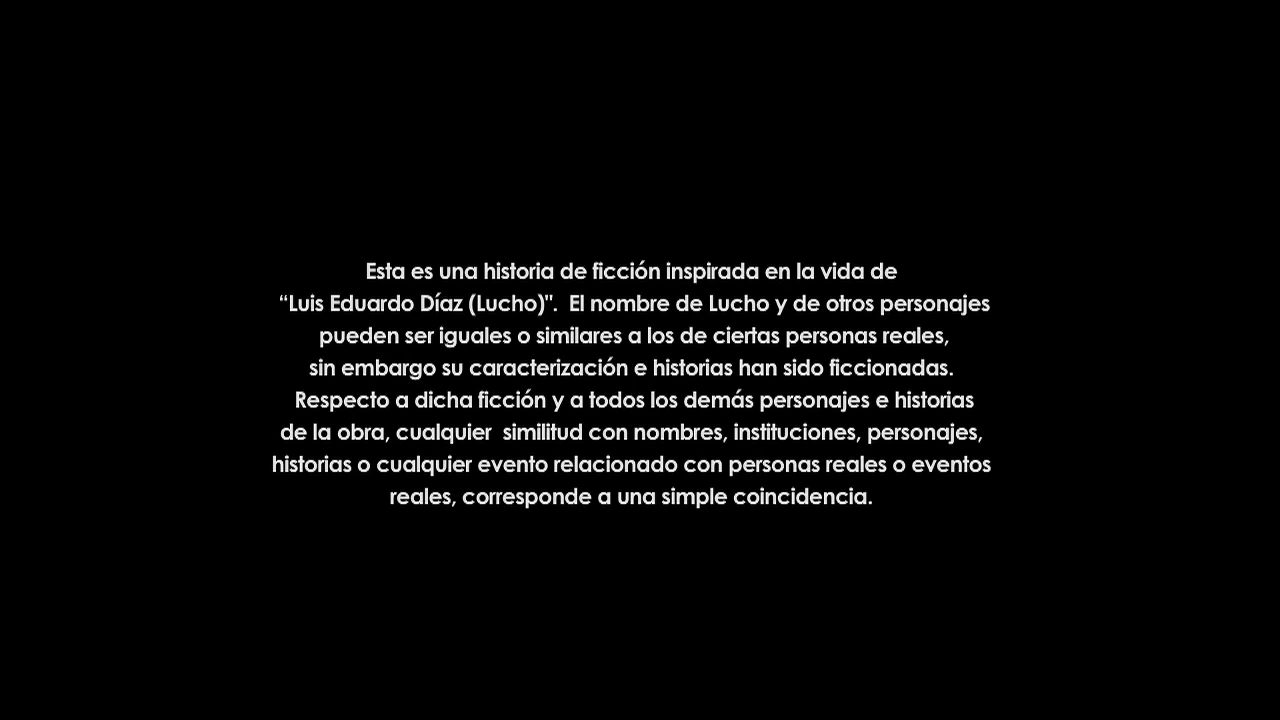 Esta es una historia de ficción inspirada en la vida de
“Luis Eduardo Díaz (Lucho)".  El nombre de Lucho y de otros personajes
pueden ser iguales o similares a los de ciertas personas reales,
sin embargo su caracterización e historias han sido ficcionadas.
Respecto a dicha ficción y a todos los demás personajes e historias
de la obra, cualquier  similitud con nombres, instituciones, personajes,
historias o cualquier evento relacionado con personas reales o eventos
reales, corresponde a una simple coincidencia.